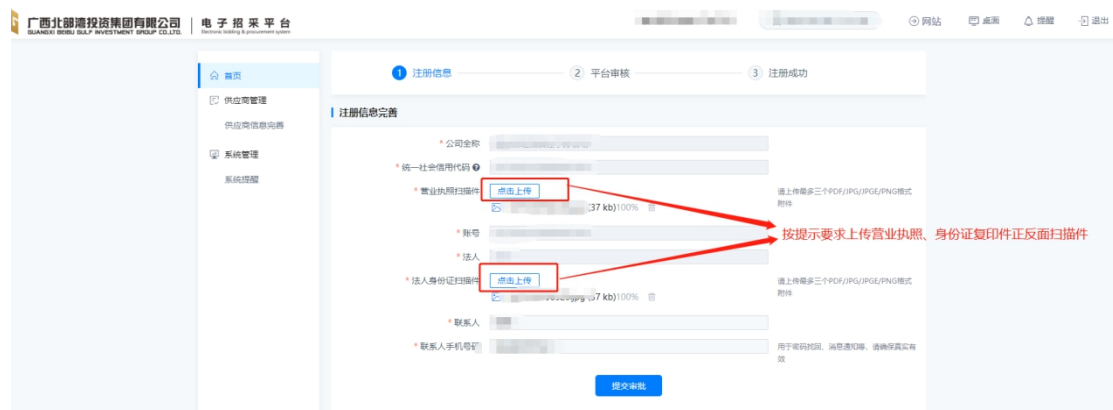 广西北部湾投资集团有限公司
GUANGXI BEIBU GULF INVESTMENT GROUP CO.,LTD.
电子招采平台
Electronic bidding & procurement system
网站 桌面 提醒 退出
首页
供应商管理
供应商信息完善
系统管理
系统提醒
1 注册信息 2 平台审核 3 注册成功
注册信息完善
* 公司全称
* 统一社会信用代码
* 营业执照扫描件 点击上传 请上传最多三个PDF/JPG/JPGE/PNG格式
附件
(37 kb)100%
按提示要求上传营业执照、身份证复印件正反面扫描件
* 账号
* 法人
* 法人身份证扫描件 点击上传 请上传最多三个PDF/JPG/JPGE/PNG格式
附件
jpg (37 kb)100%
* 联系人
* 联系人手机号码 用于密码找回、消息通知等，请确保真实有
效
提交审批